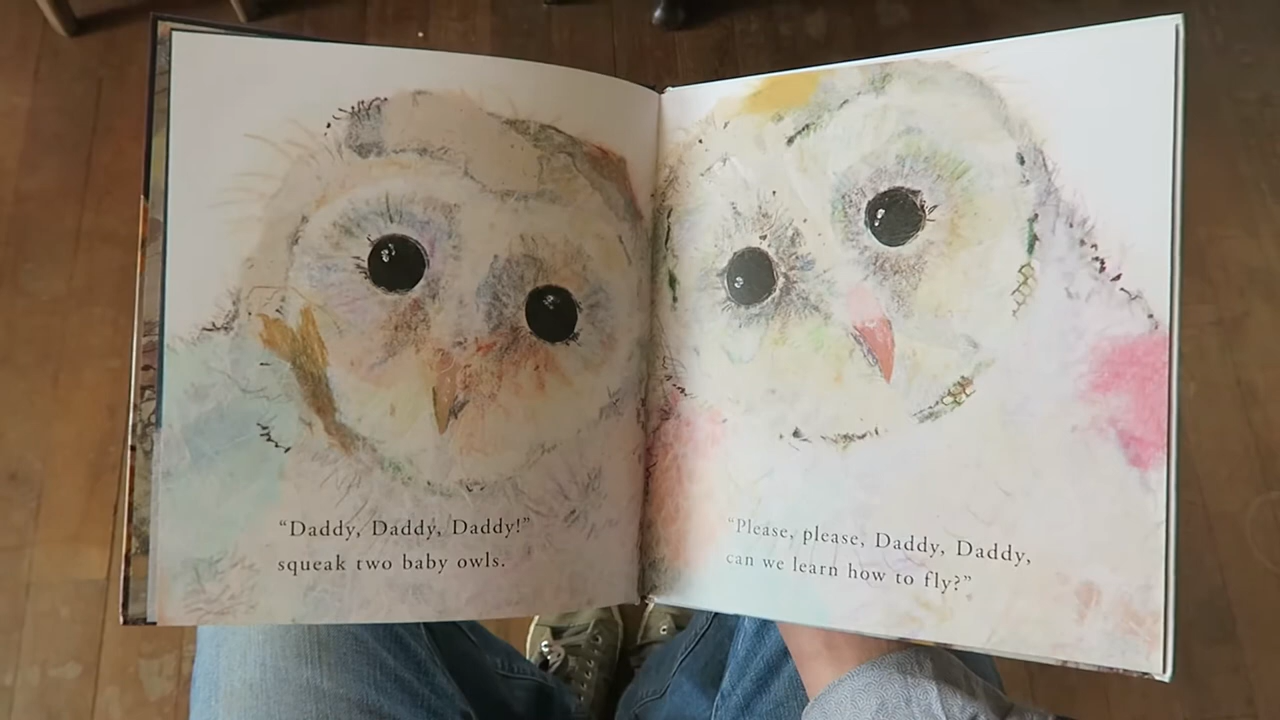 “Daddy, Daddy, Daddy!”
squeak two baby owls.
“Please, please, Daddy, Daddy,
can we learn how to fly?”